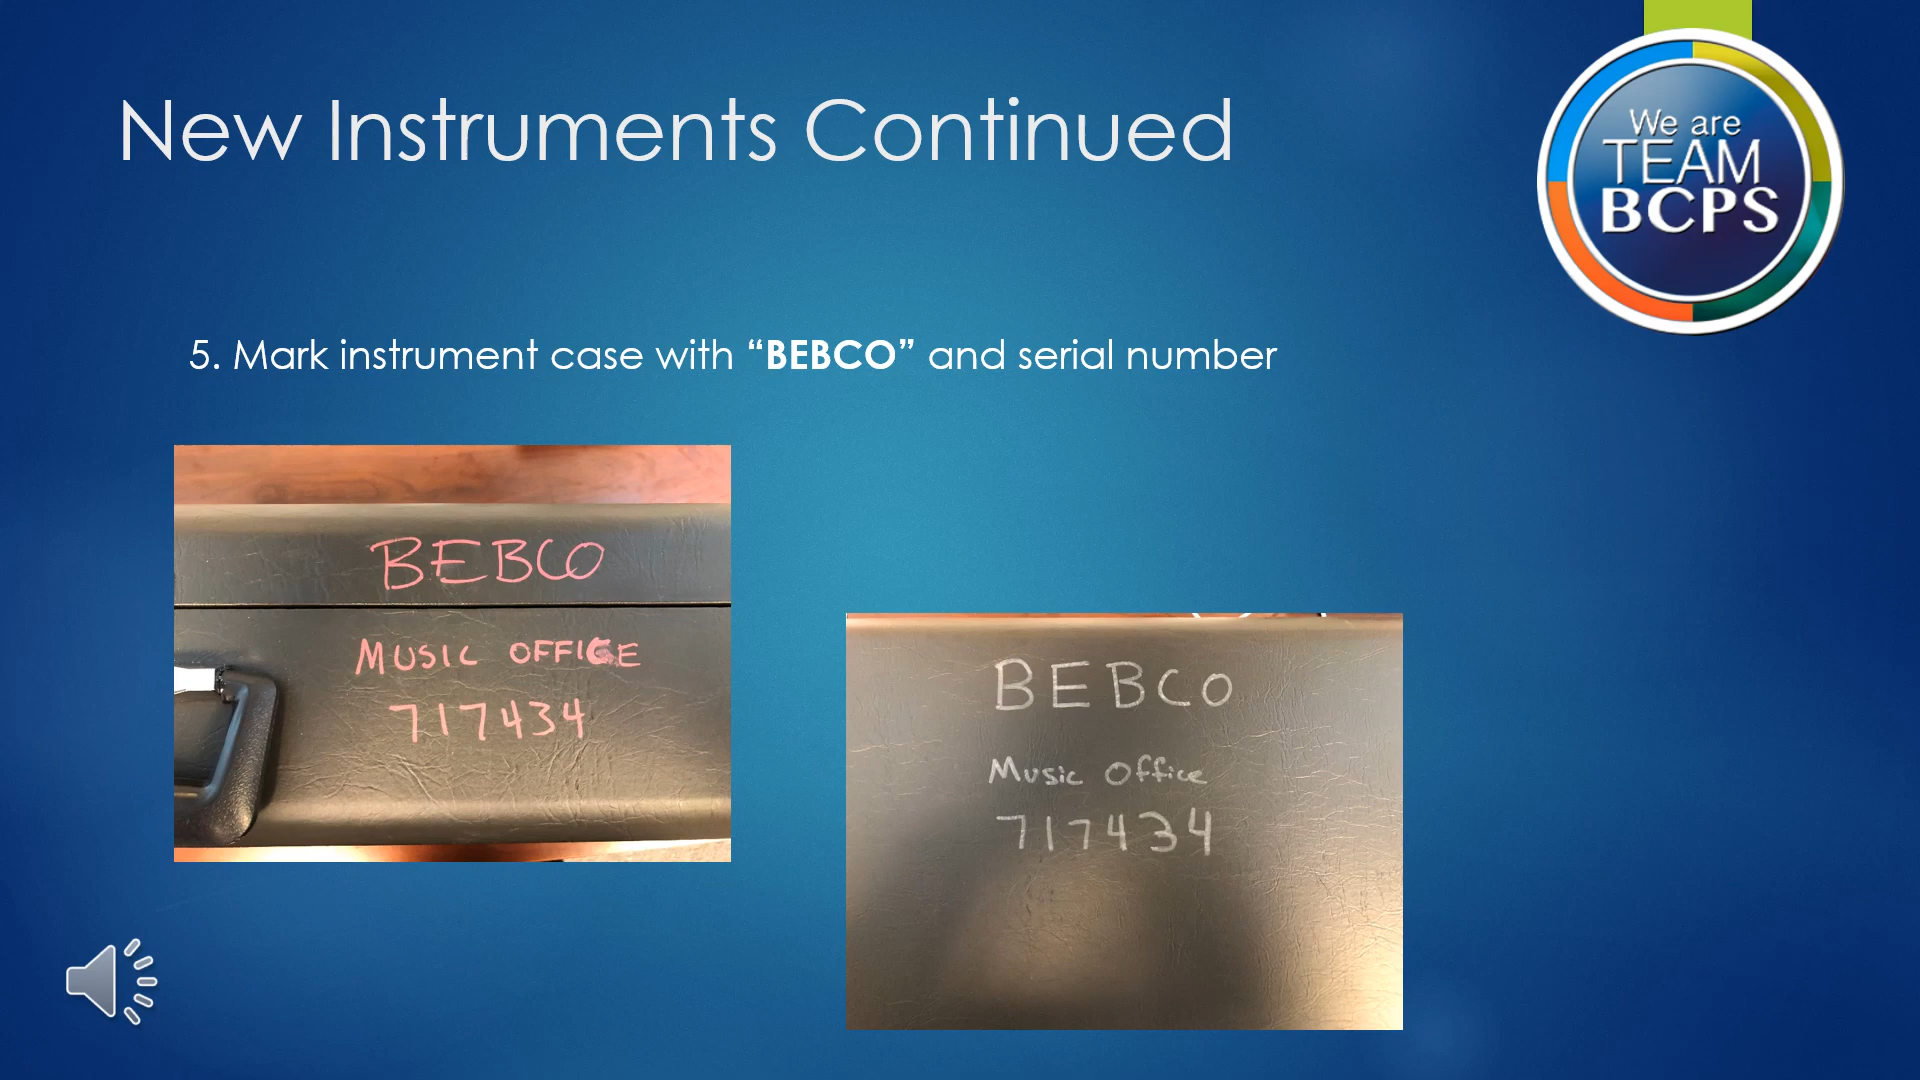 New Instruments Continued
We are
TEAM
BCPS
5. Mark instrument case with “BEBCO” and serial number
BEBCO
MUSIC OFFICE
717434
BEBCO
Music Office
717434